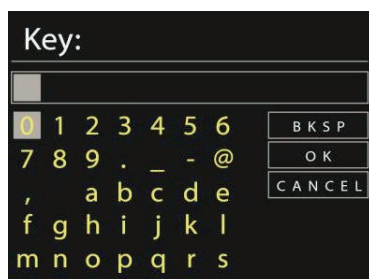 Key:
0 1 2 3 4 5 6
BKSP
7 8 9 . _ - @
OK
, a b c d e
CANCEL
f g h i j k l
m n o p q r s